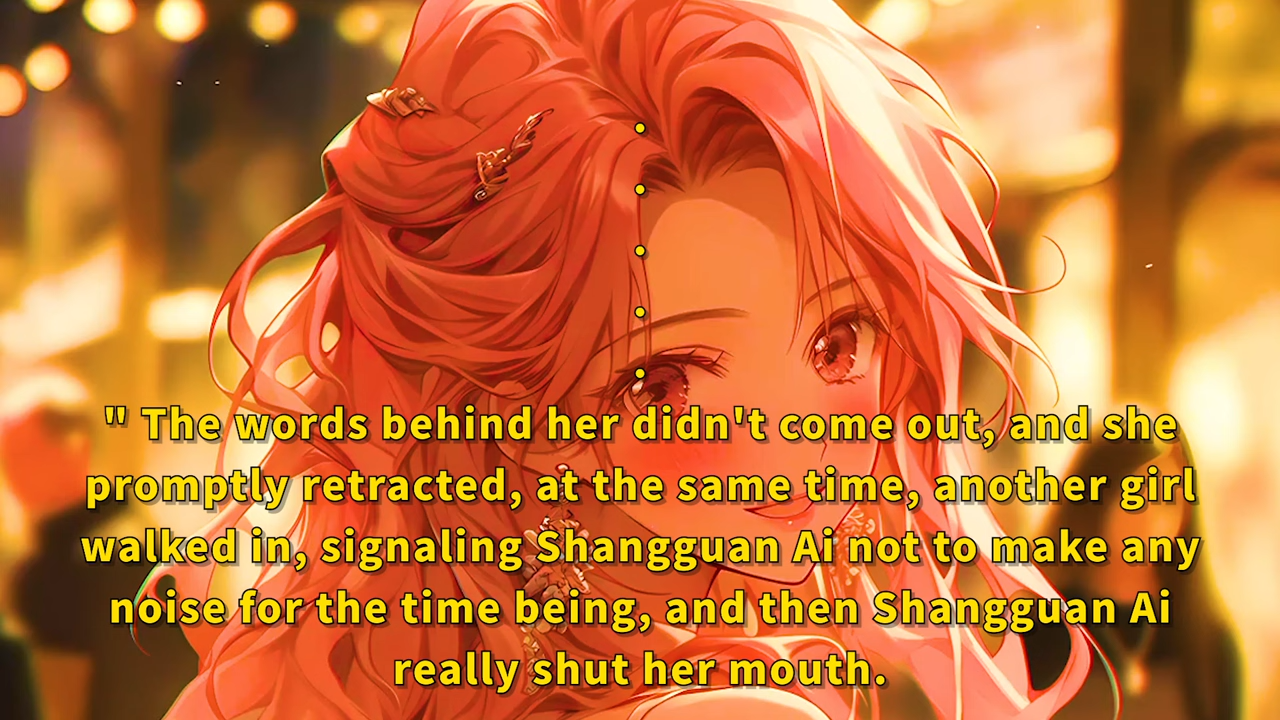 .
.
.
.
.
" The words behind her didn't come out, and she
promptly retracted, at the same time, another girl
walked in, signaling Shangguan Ai not to make any
noise for the time being, and then Shangguan Ai
really shut her mouth.